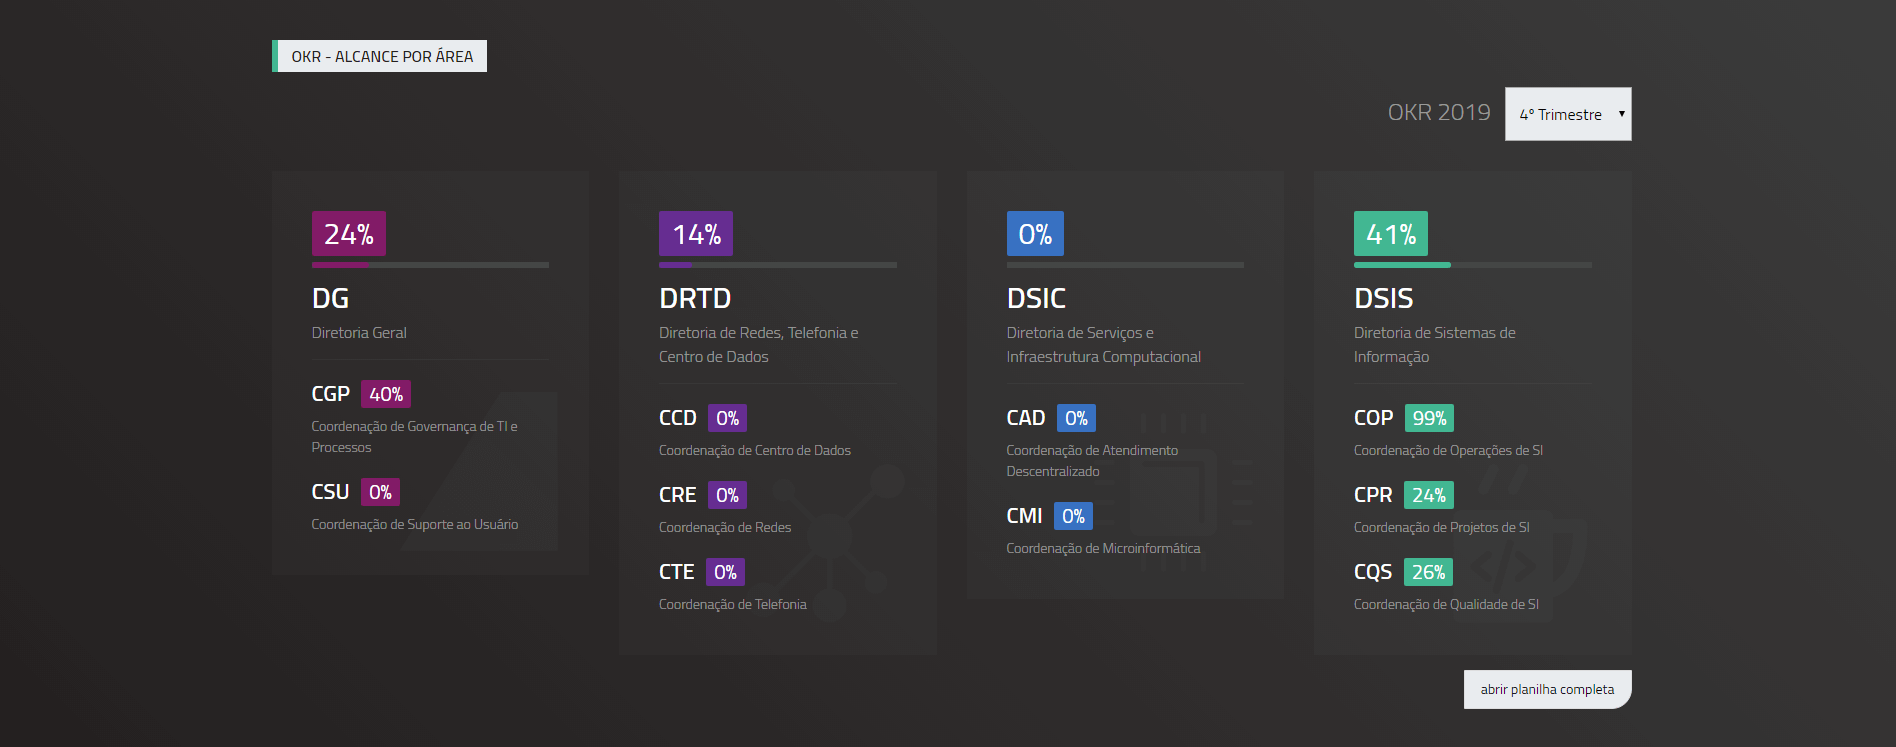 OKR - ALCANCE POR ÁREA
OKR 2019
4º Trimestre
24%
DG
Diretoria Geral
CGP 40%
Coordenação de Governança de TI e
Processos
CSU 0%
Coordenação de Suporte ao Usuário
14%
DRTD
Diretoria de Redes, Telefonia e
Centro de Dados
CCD 0%
Coordenação de Centro de Dados
CRE 0%
Coordenação de Redes
CTE 0%
Coordenação de Telefonia
0%
DSIC
Diretoria de Serviços e
Infraestrutura Computacional
CAD 0%
Coordenação de Atendimento
Descentralizado
CMI 0%
Coordenação de Microinformática
41%
DSIS
Diretoria de Sistemas de
Informação
COP 99%
Coordenação de Operações de SI
CPR 24%
Coordenação de Projetos de SI
CQS 26%
Coordenação de Qualidade de SI
abrir planilha completa